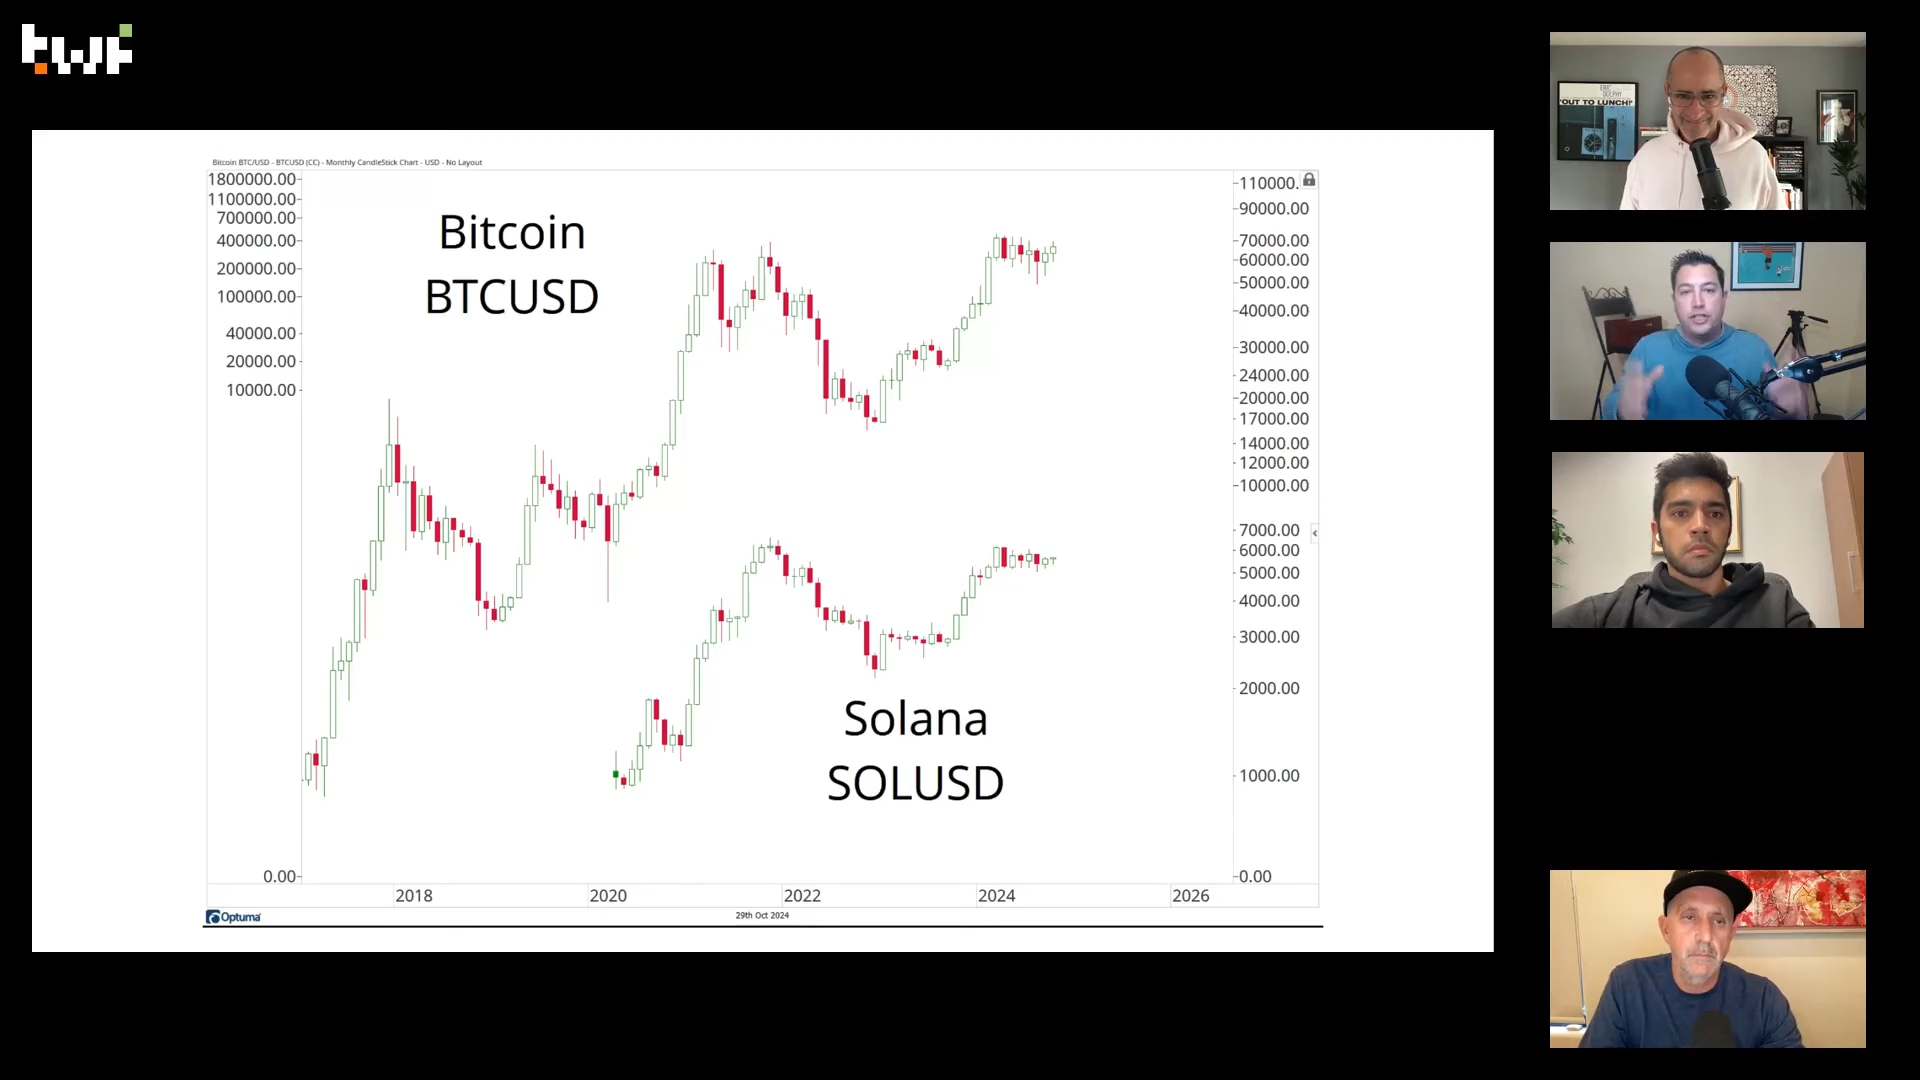 twf
Bitcoin BTC/USD - BTCUSD (CC) - Monthly CandleStick Chart - USD - No Layout
1800000.00
1100000.00
700000.00
400000.00
200000.00
100000.00
40000.00
20000.00
10000.00
0.00
Bitcoin
BTCUSD
Solana
SOLUSD
110000.
90000.00
70000.00
60000.00
50000.00
40000.00
30000.00
24000.00
20000.00
17000.00
14000.00
12000.00
10000.00
7000.00
6000.00
5000.00
4000.00
3000.00
2000.00
1000.00
0.00
2018 2020 2022 2024 2026
Optuma
29th Oct 2024
ERIC
DOLPHY
"OUT TO LUNCH!"